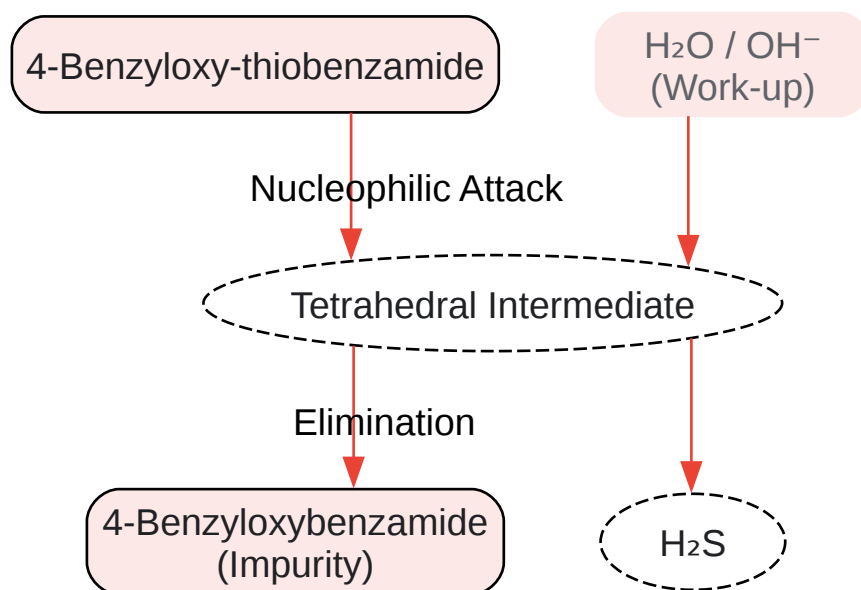 4-Benzyloxy-thiobenzamide
H₂O / OH⁻
(Work-up)
Nucleophilic Attack
Tetrahedral Intermediate
Elimination
4-Benzyloxybenzamide
(Impurity)
H₂S